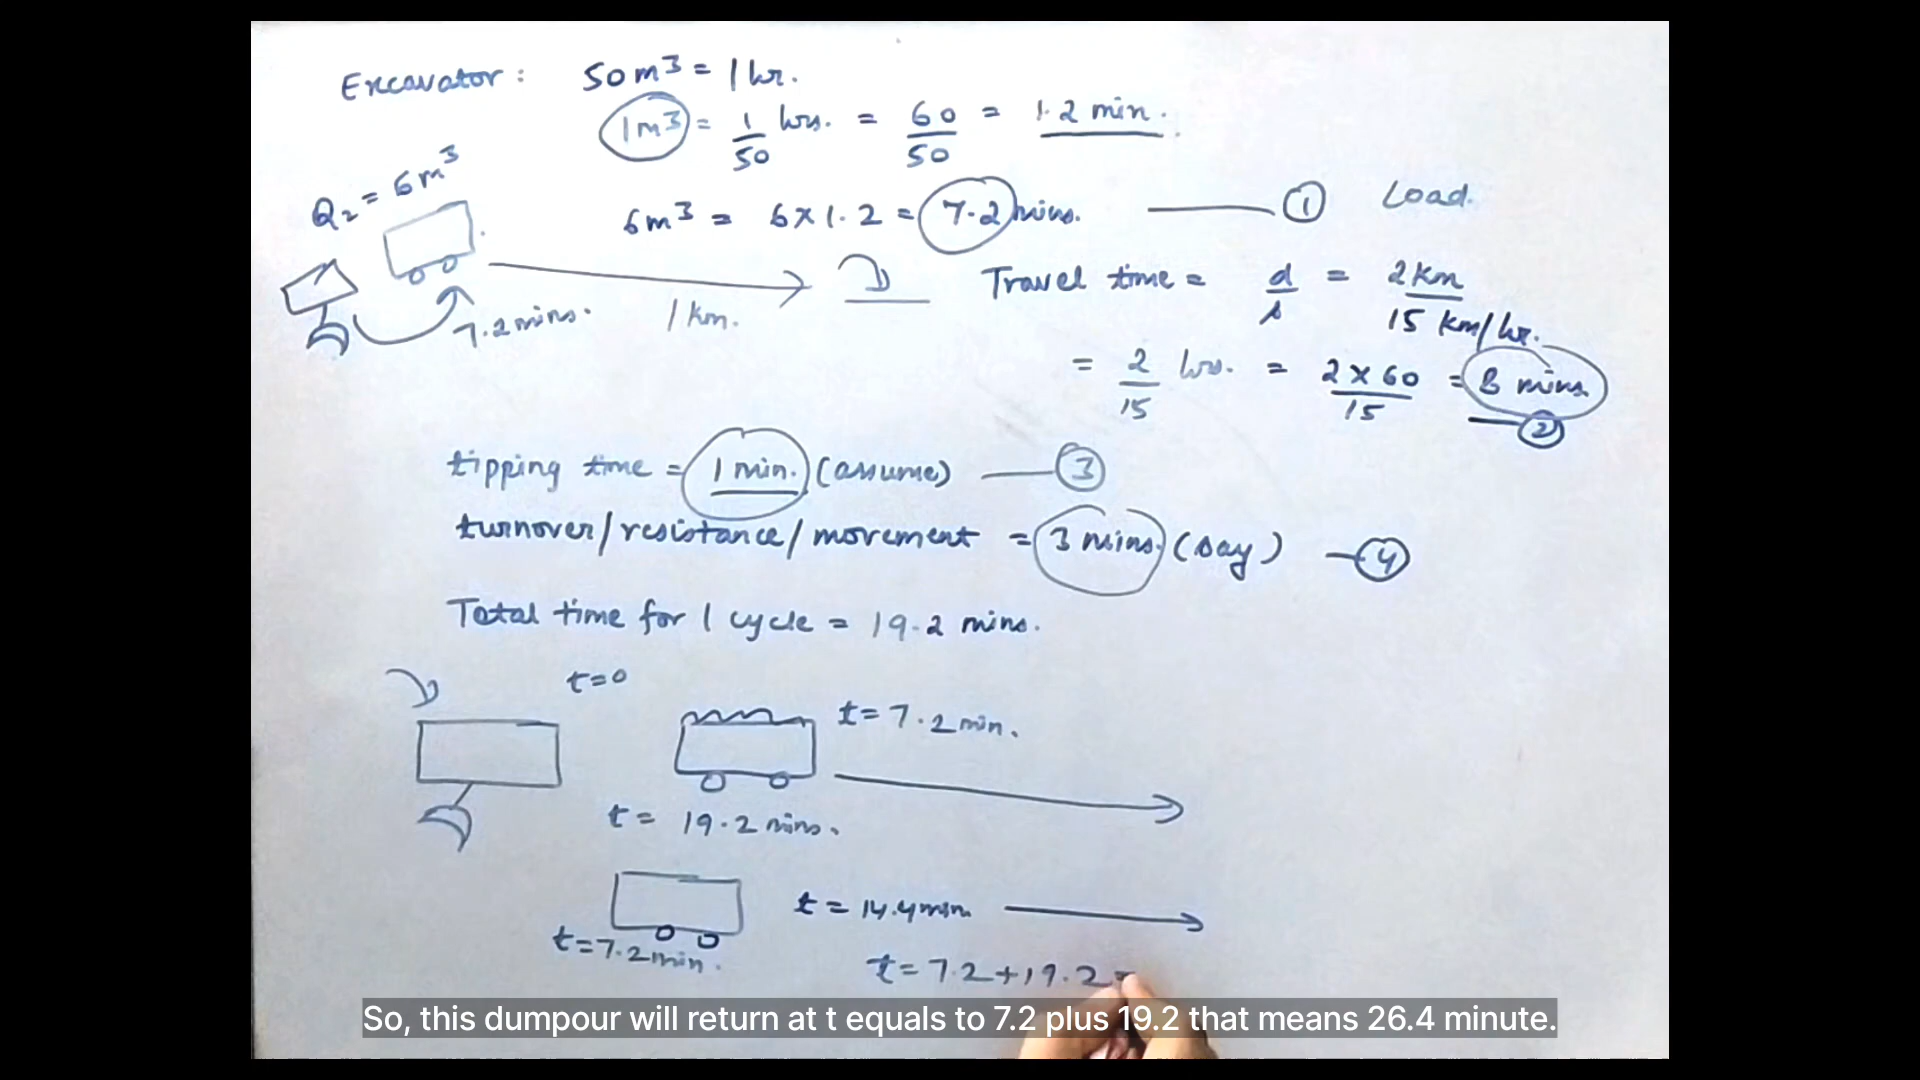 Excavator: 50m³ = 1 hr.
1m³ = 1/50 hrs. = 60/50 = 1.2 min.
Q₂ = 6m³
6m³ = 6 x 1.2 = 7.2 mins. ① Load.
7.2 mins. 1 km.
Travel time = d/s = 2 km / 15 km/hr.
= 2/15 hrs. = 2 x 60 / 15 = 8 mins. ②
tipping time = 1 min. (assume) ③
turnover/resistance/movement = 3 mins. (say) ④
Total time for 1 cycle = 19.2 mins.
t=0
t= 7.2 min.
t= 19.2 mins.
t = 14.4 min
t=7.2 min.
t= 7.2+19.2 =
So, this dumpour will return at t equals to 7.2 plus 19.2 that means 26.4 minute.